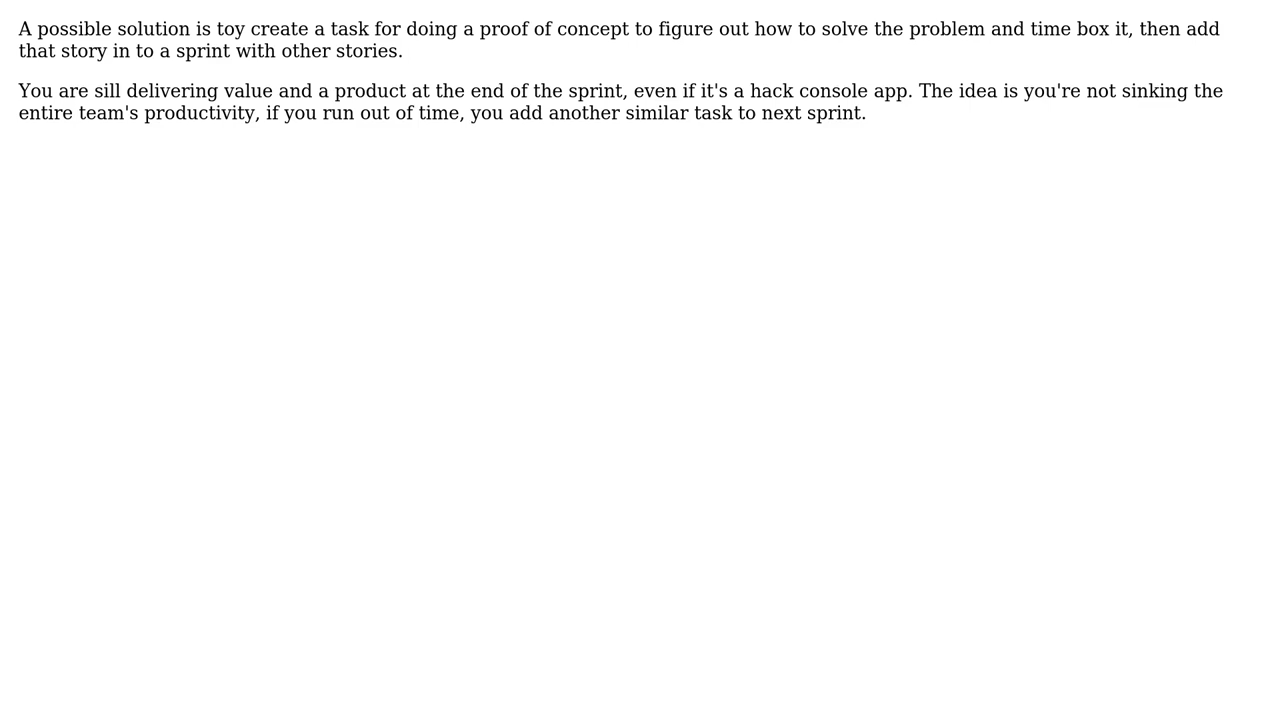 A possible solution is toy create a task for doing a proof of concept to figure out how to solve the problem and time box it, then add
that story in to a sprint with other stories.
You are sill delivering value and a product at the end of the sprint, even if it's a hack console app. The idea is you're not sinking the
entire team's productivity, if you run out of time, you add another similar task to next sprint.